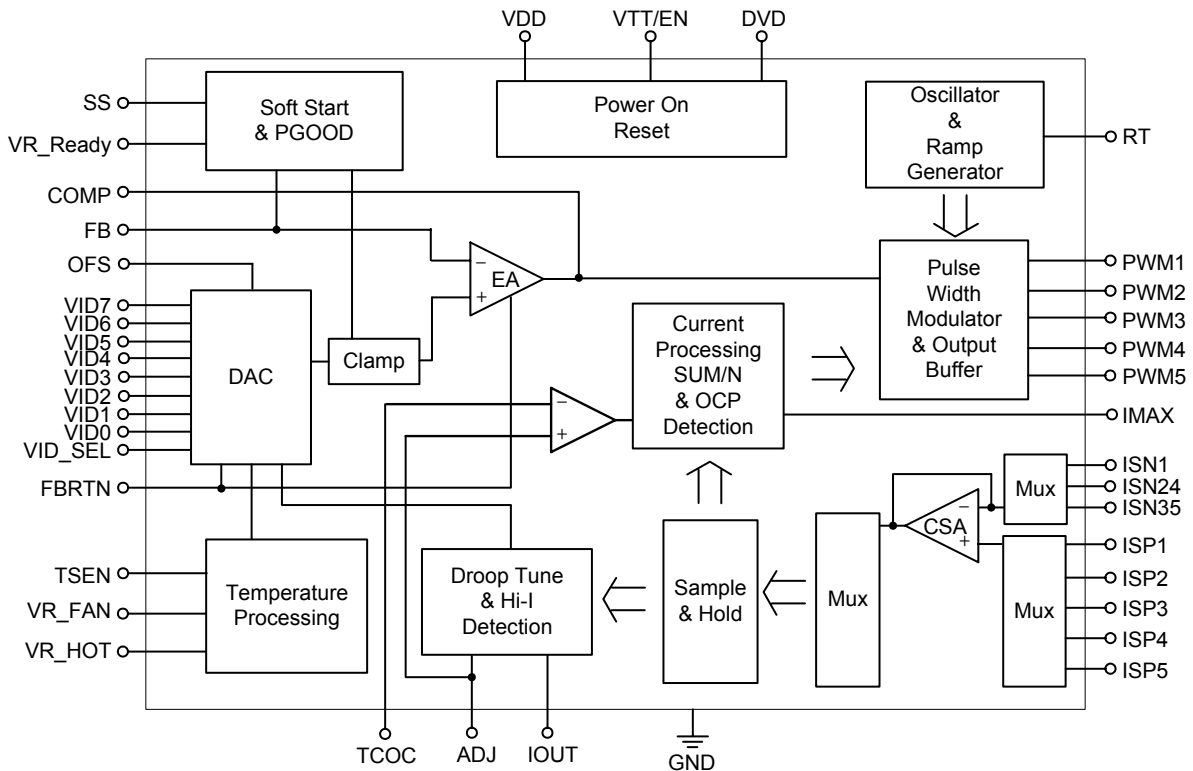 VDD
VTT/EN
DVD
SS
VR_Ready
COMP
FB
OFS
VID7
VID6
VID5
VID4
VID3
VID2
VID1
VID0
VID_SEL
FBRTN
TSEN
VR_FAN
VR_HOT
Soft Start
& PGOOD
Power On
Reset
Oscillator
&
Ramp
Generator
RT
−
EA
+
DAC
Clamp
Current
Processing
SUM/N
& OCP
Detection
Pulse
Width
Modulator
& Output
Buffer
PWM1
PWM2
PWM3
PWM4
PWM5
IMAX
−
+
Temperature
Processing
Droop Tune
& Hi-I
Detection
Sample
& Hold
Mux
−
CSA
+
Mux
Mux
ISN1
ISN24
ISN35
ISP1
ISP2
ISP3
ISP4
ISP5
TCOC
ADJ
IOUT
GND